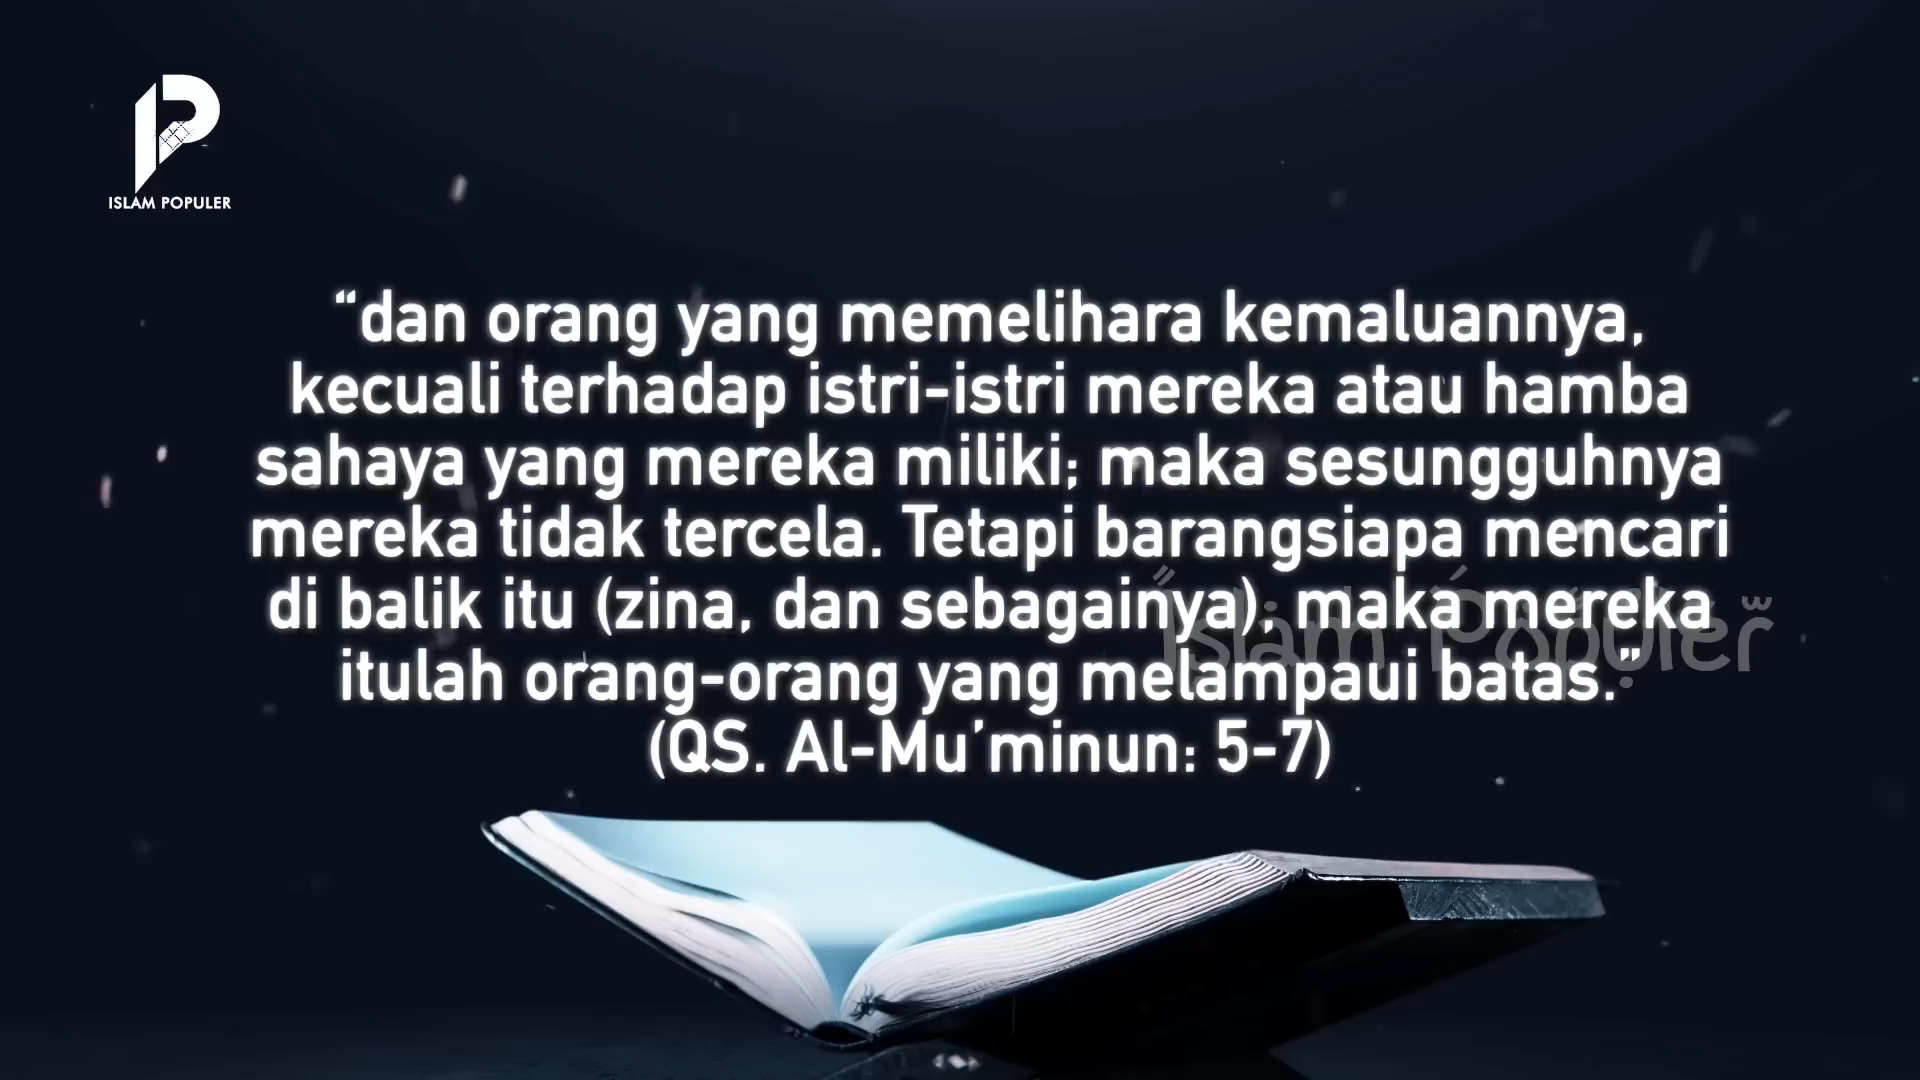 ISLAM POPULER
“dan orang yang memelihara kemaluannya,
kecuali terhadap istri-istri mereka atau hamba
sahaya yang mereka miliki; maka sesungguhnya
mereka tidak tercela. Tetapi barangsiapa mencari
di balik itu (zina, dan sebagainya), maka mereka
itulah orang-orang yang melampaui batas.”
(QS. Al-Mu’minun: 5-7)
Islam Populer